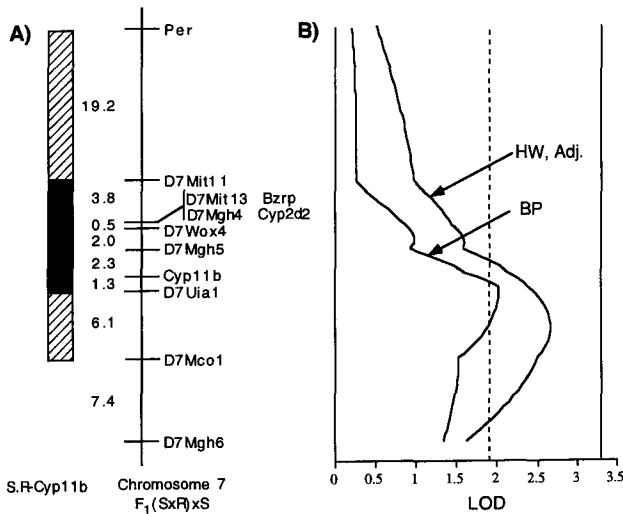 A)
Per
19.2
D7Mit11
3.8
D7Mit13 Bzrp
D7Mgh4 Cyp2d2
0.5
D7Wox4
2.0
D7Mgh5
2.3
Cyp11b
1.3
D7Uia1
6.1
D7Mco1
7.4
D7Mgh6
S.R-Cyp11b
Chromosome 7
F1(SxR)xS
B)
HW, Adj.
BP
0 0.5 1 1.5 2 2.5 3 3.5
LOD